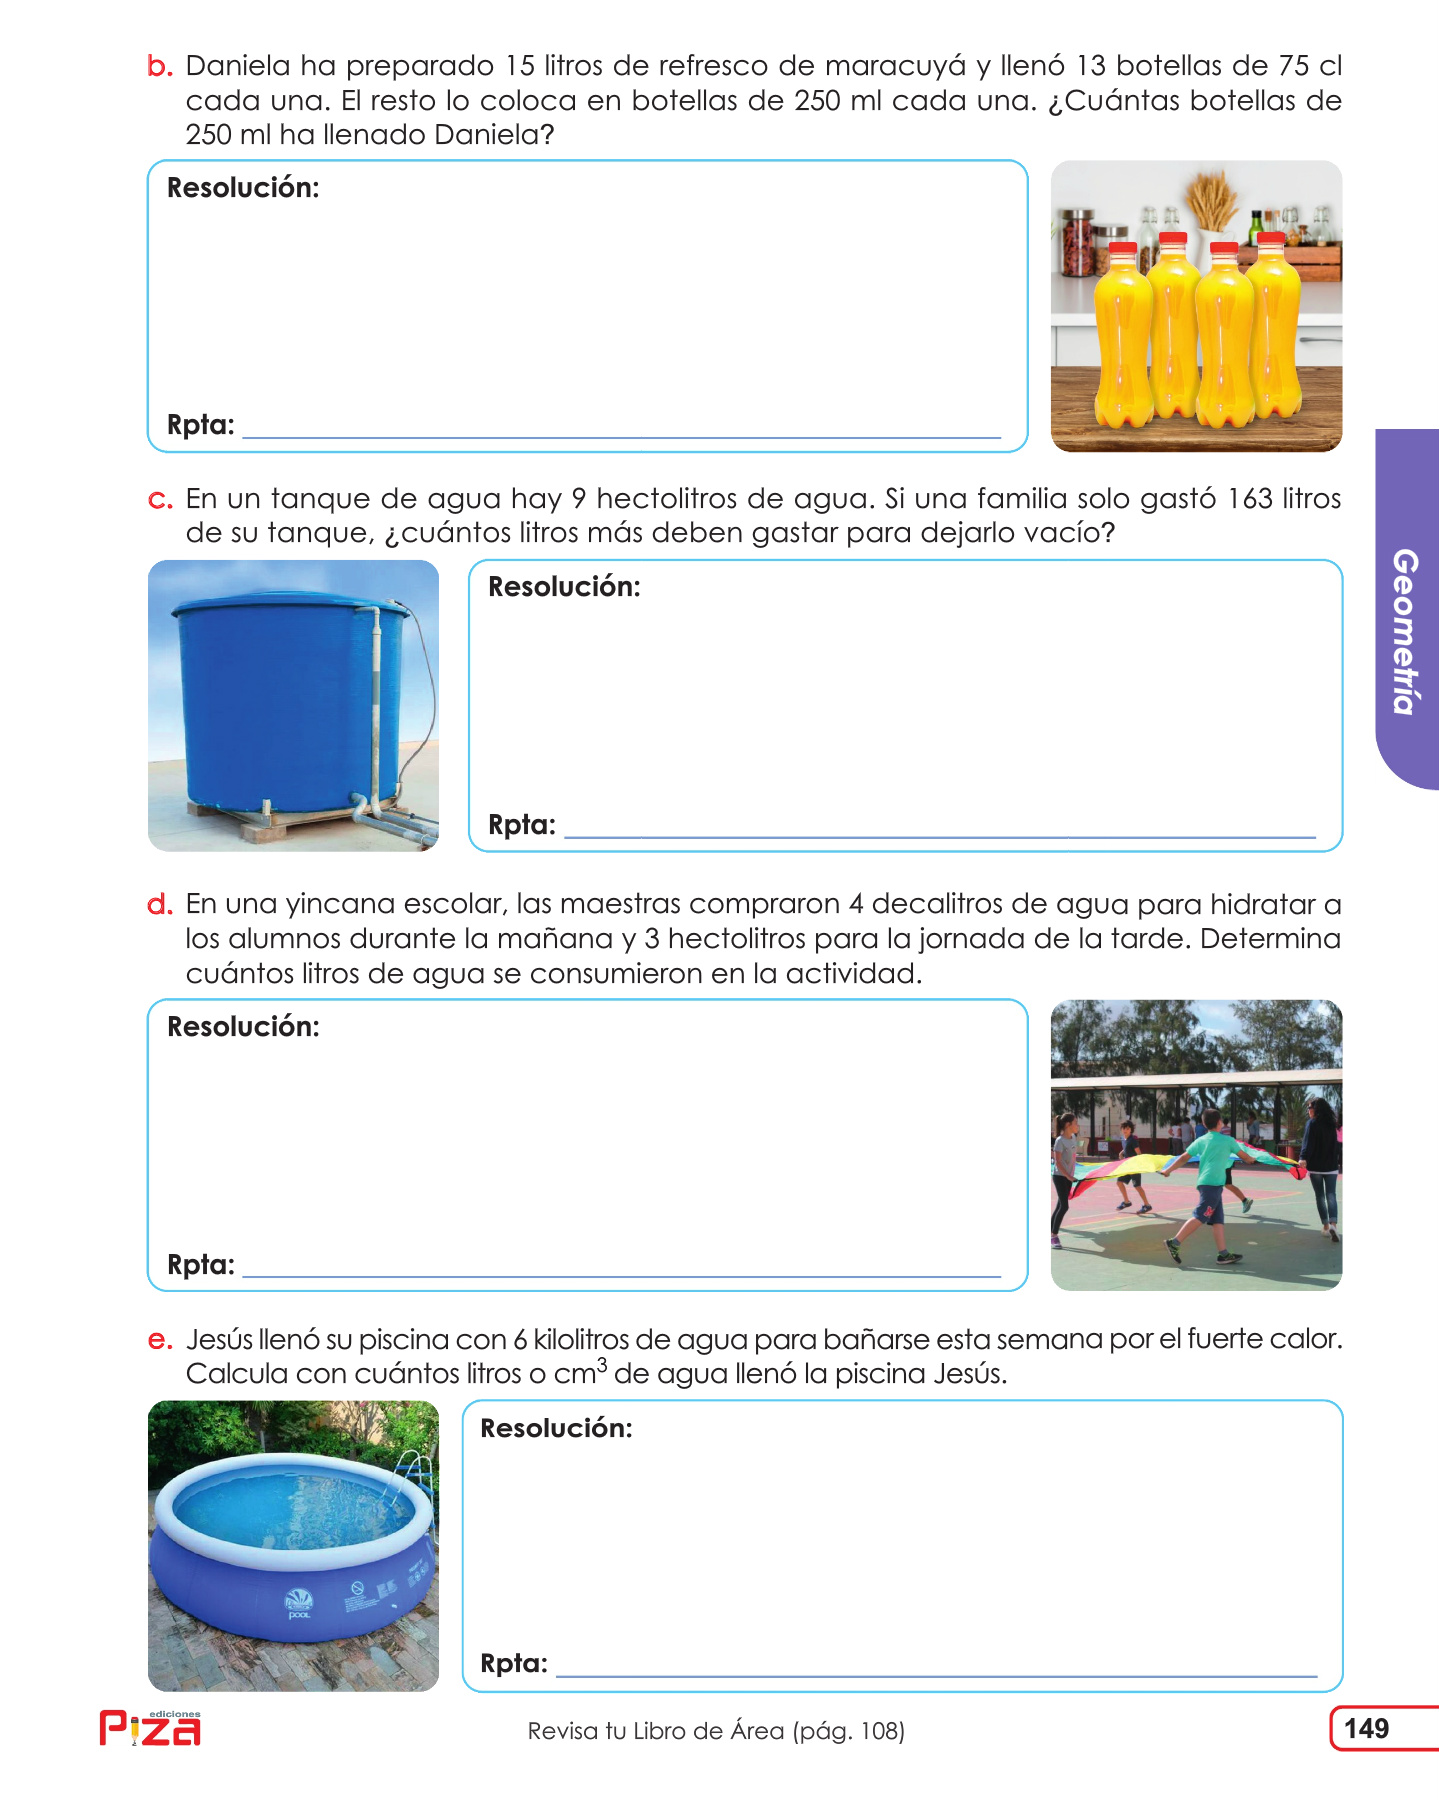 b. Daniela ha preparado 15 litros de refresco de maracuyá y llenó 13 botellas de 75 cl
cada una. El resto lo coloca en botellas de 250 ml cada una. ¿Cuántas botellas de
250 ml ha llenado Daniela?
Resolución:
Rpta:
c. En un tanque de agua hay 9 hectolitros de agua. Si una familia solo gastó 163 litros
de su tanque, ¿cuántos litros más deben gastar para dejarlo vacío?
Resolución:
Rpta:
Geometría
d. En una yincana escolar, las maestras compraron 4 decalitros de agua para hidratar a
los alumnos durante la mañana y 3 hectolitros para la jornada de la tarde. Determina
cuántos litros de agua se consumieron en la actividad.
Resolución:
Rpta:
e. Jesús llenó su piscina con 6 kilolitros de agua para bañarse esta semana por el fuerte calor.
Calcula con cuántos litros o cm³ de agua llenó la piscina Jesús.
Resolución:
POOL
Rpta:
ediciones
Piza
Revisa tu Libro de Área (pág. 108)
149